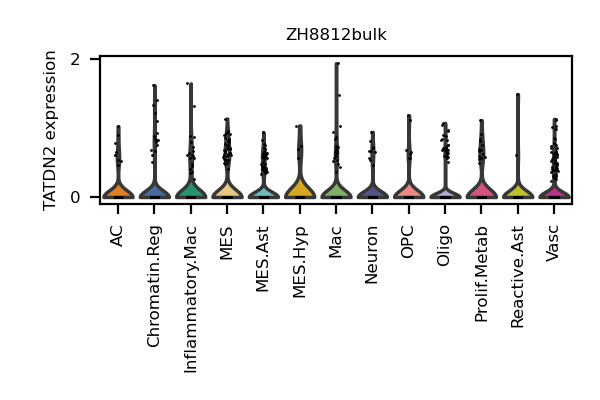 ZH8812bulk
TATDN2 expression
2
0
AC
Chromatin.Reg
Inflammatory.Mac
MES
MES.Ast
MES.Hyp
Mac
Neuron
OPC
Oligo
Prolif.Metab
Reactive.Ast
Vasc